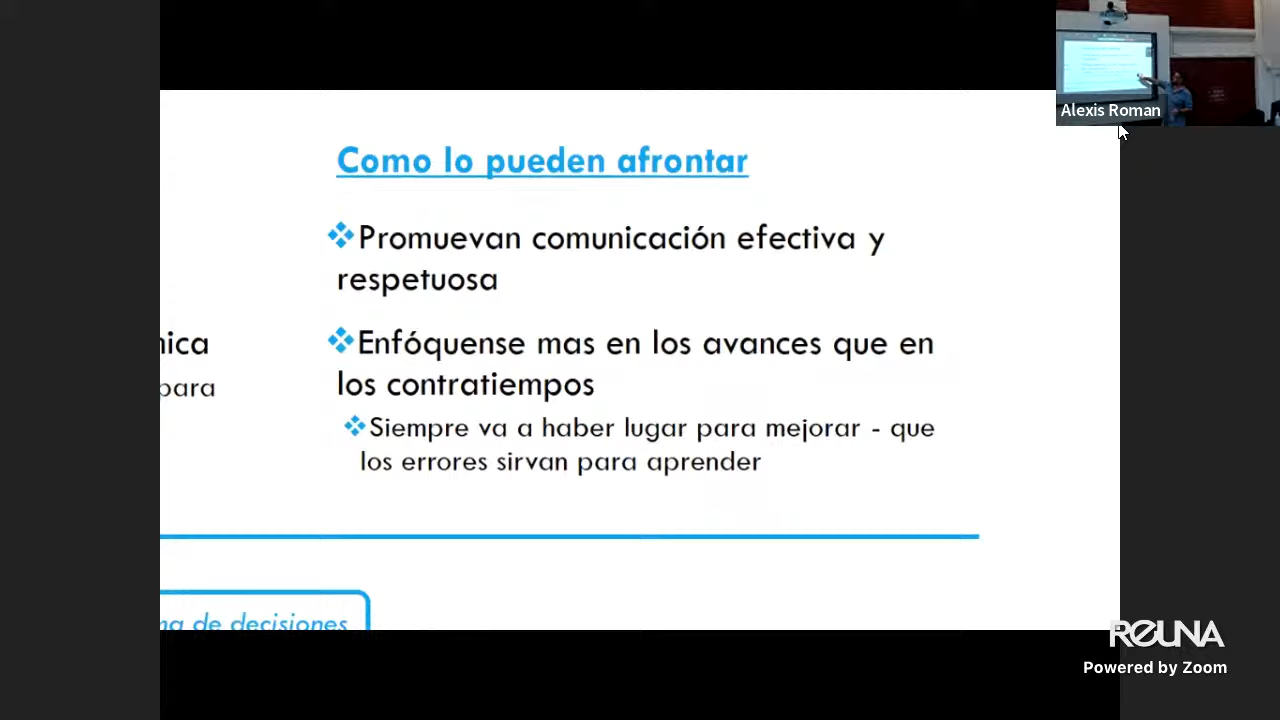 Alexis Roman
Como lo pueden afrontar
Promuevan comunicación efectiva y
respetuosa
Enfóquense mas en los avances que en
los contratiempos
Siempre va a haber lugar para mejorar - que
los errores sirvan para aprender
para
de decisiones
REUNA
Powered by Zoom